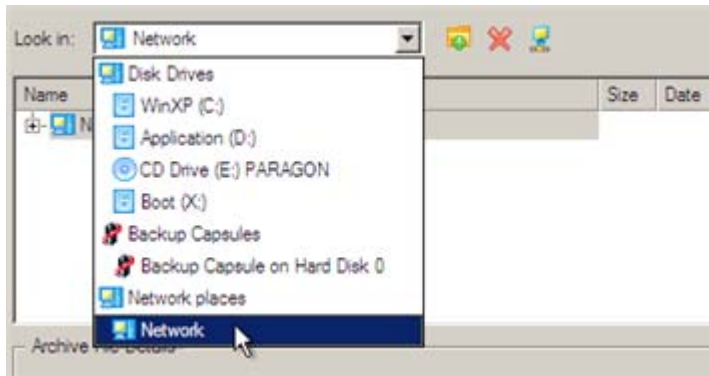 Look in: Network
Disk Drives
Name Size Date
WinXP (C:)
N
Application (D:)
CD Drive (E:) PARAGON
Boot (X:)
Backup Capsules
Backup Capsule on Hard Disk 0
Network places
Network
Archive File Details